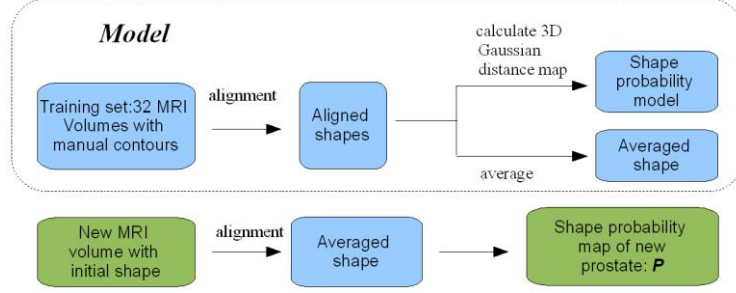 Model
Training set:32 MRI
Volumes with
manual contours
alignment
Aligned
shapes
calculate 3D
Gaussian
distance map
Shape
probability
model
average
Averaged
shape
New MRI
volume with
initial shape
alignment
Averaged
shape
Shape probability
map of new
prostate: P